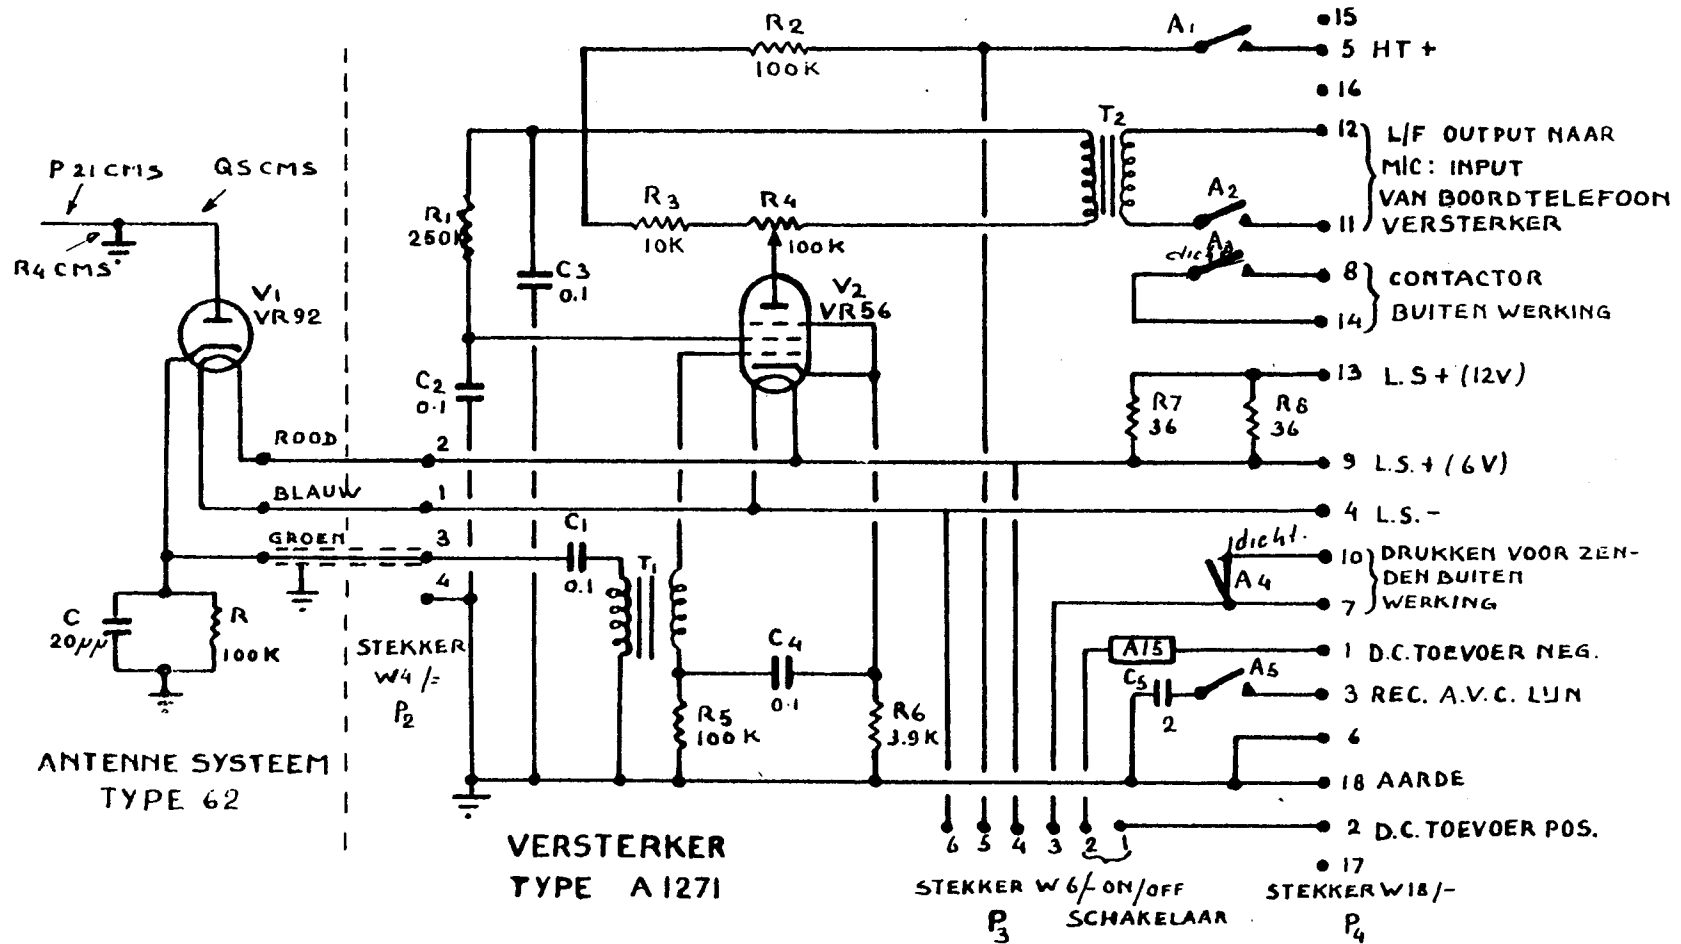 R2
100K
A1
15
5 HT +
16
T2
12 L/F OUTPUT NAAR
MIC: INPUT
VAN BOORDTELEFOON
11 VERSTERKER
P 21 CMS
Q5 CMS
R4 CMS
R1
250K
R3
10K
R4
100K
A2
A3
dicht
8 CONTACTOR
14 BUITEN WERKING
C3
0.1
V1
VR92
V2
VR56
C2
0.1
13 L.S + (12V)
R7
36
R8
36
ROOD
2
9 L.S. + (6V)
BLAUW
1
4 L.S. -
GROEN
3
C1
0.1
T1
4
dicht.
A4
10 DRUKKEN VOOR ZEN-
DEN BUITEN
7 WERKING
C
20µµ
R
100K
STEKKER
W4/=
P2
C4
0.1
A15
1 D.C. TOEVOER NEG.
C5
2
A5
3 REC. A.V.C. LIJN
R5
100K
R6
3.9K
6
18 AARDE
ANTENNE SYSTEEM
TYPE 62
VERSTERKER
TYPE A1271
6 5 4 3 2 1
2 D.C. TOEVOER POS.
17
STEKKER W6/- ON/OFF
SCHAKELAAR
P3
STEKKER W18/-
P4